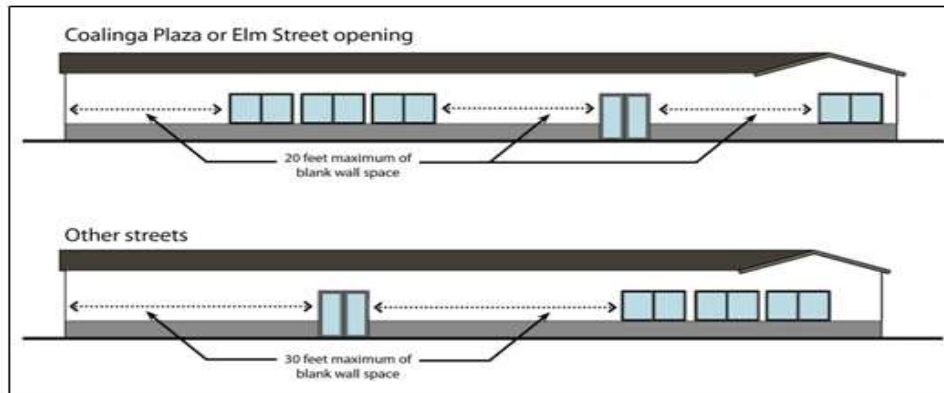 Coalinga Plaza or Elm Street opening
20 feet maximum of
blank wall space
Other streets
30 feet maximum of
blank wall space